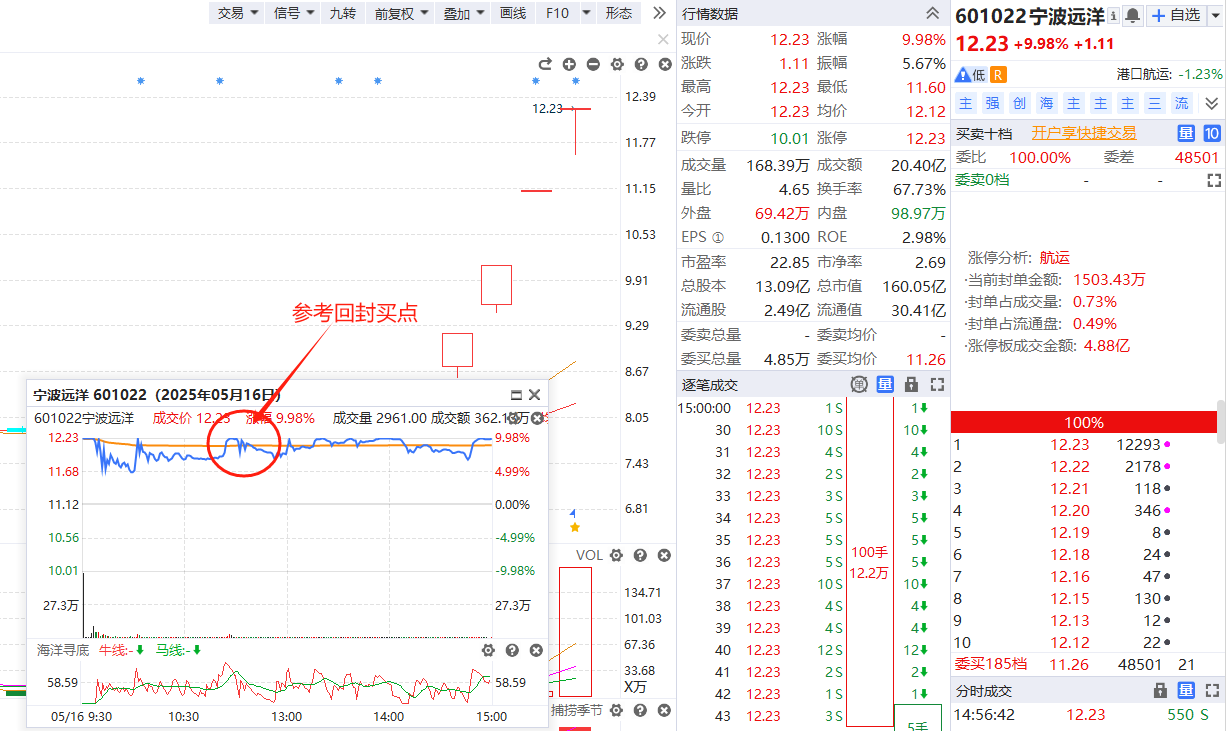 交易 信号 九转 前复权 叠加 画线 F10 形态
12.39
11.77
11.15
10.53
9.91
9.29
8.67
8.05
7.43
6.81
12.23
参考回封买点
宁波远洋 601022（2025年05月16日）
601022宁波远洋 成交价 12.23 涨幅 9.98% 成交量 2961.00 成交额 362.1
12.23 9.98%
11.68 4.99%
11.12 0.00%
10.56 -4.99%
10.01 -9.98%
27.3万 27.3万
海洋寻底 牛线:- 马线:-
58.59 58.59
05/16 9:30 10:30 13:00 14:00 15:00
VOL
134.71
101.03
67.36
33.68
X万
捕捞季节
行情数据
现价 12.23 涨幅 9.98%
涨跌 1.11 振幅 5.67%
最高 12.23 最低 11.60
今开 12.23 均价 12.12
跌停 10.01 涨停 12.23
成交量 168.39万 成交额 20.40亿
量比 4.65 换手率 67.73%
外盘 69.42万 内盘 98.97万
EPS ① 0.1300 ROE 2.98%
市盈率 22.85 市净率 2.69
总股本 13.09亿 总市值 160.05亿
流通股 2.49亿 流通值 30.41亿
委卖总量 - 委卖均价 -
委买总量 4.85万 委买均价 11.26
逐笔成交 单 量
15:00:00 12.23 1 S 1
30 12.23 10 S 10
31 12.23 4 S 4
32 12.23 2 S 2
33 12.23 3 S 3
34 12.23 5 S 5
35 12.23 5 S 5
36 12.23 5 S 5
37 12.23 10 S 10
38 12.23 4 S 4
39 12.23 4 S 4
40 12.23 12 S 12
41 12.23 2 S 2
42 12.23 1 S 1
43 12.23 3 S
100手
12.2万
5手
601022宁波远洋 自选
12.23 +9.98% +1.11
低 R 港口航运: -1.23%
主 强 创 海 主 主 主 三 流
买卖十档 开户享快捷交易 量 10
委比 100.00% 委差 48501
委卖0档 - -
涨停分析: 航运
·当前封单金额: 1503.43万
·封单占成交量: 0.73%
·封单占流通盘: 0.49%
·涨停板成交金额: 4.88亿
100%
1 12.23 12293
2 12.22 2178
3 12.21 118
4 12.20 346
5 12.19 8
6 12.18 24
7 12.16 47
8 12.15 130
9 12.13 12
10 12.12 22
委买185档 11.26 48501 21
分时成交 量
14:56:42 12.23 550 S